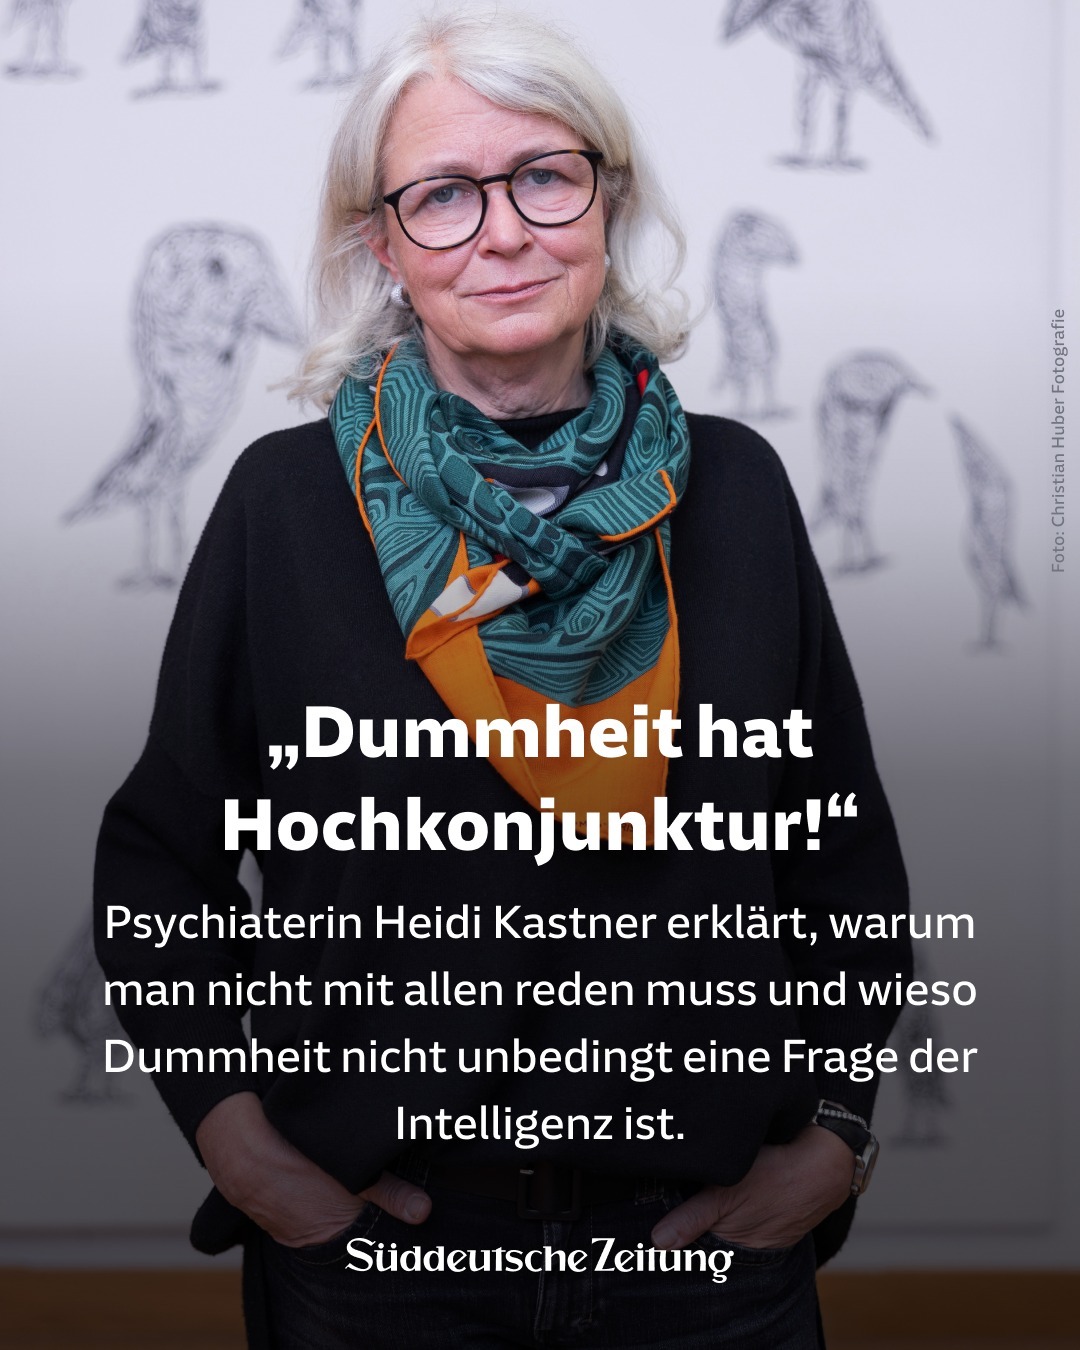 „Dummheit hat
Hochkonjunktur!“
Psychiaterin Heidi Kastner erklärt, warum
man nicht mit allen reden muss und wieso
Dummheit nicht unbedingt eine Frage der
Intelligenz ist.
Süddeutsche Zeitung
Foto: Christian Huber Fotografie